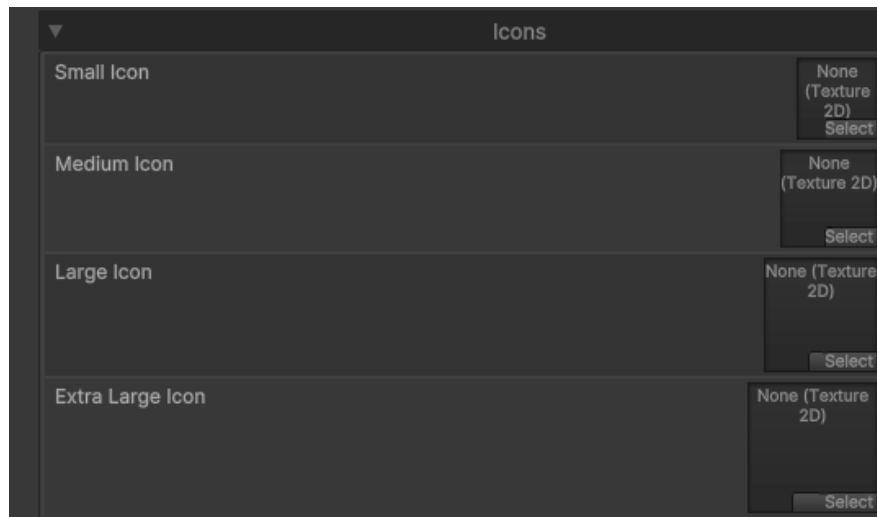 Icons
Small Icon
None
(Texture
2D)
Select
Medium Icon
None
(Texture 2D)
Select
Large Icon
None (Texture
2D)
Select
Extra Large Icon
None (Texture
2D)
Select